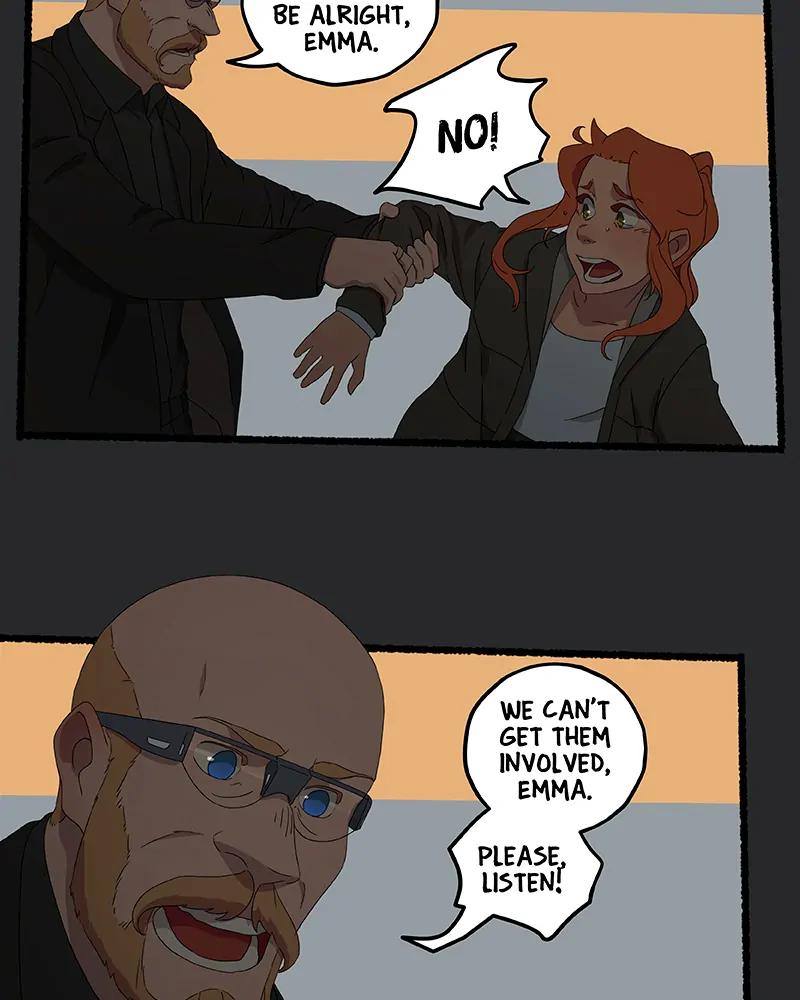 BE ALRIGHT,
EMMA.
NO!
WE CAN'T
GET THEM
INVOLVED,
EMMA.
PLEASE,
LISTEN!